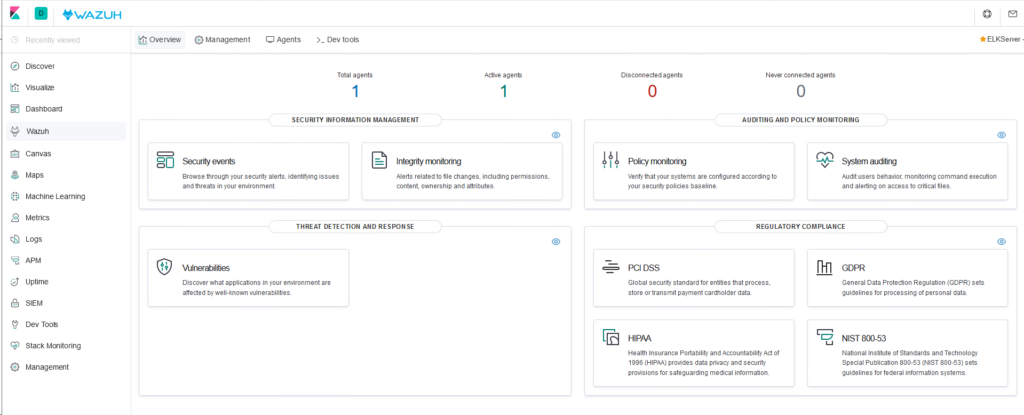 D
WAZUH
Recently viewed
Discover
Visualize
Dashboard
Wazuh
Canvas
Maps
Machine Learning
Metrics
Logs
APM
Uptime
SIEM
Dev Tools
Stack Monitoring
Management
Overview
Management
Agents
>_ Dev tools
ELKServer -
Total agents
1
Active agents
1
Disconnected agents
0
Never connected agents
0
SECURITY INFORMATION MANAGEMENT
Security events
Browse through your security alerts, identifying issues
and threats in your environment.
Integrity monitoring
Alerts related to file changes, including permissions,
content, ownership and attributes.
AUDITING AND POLICY MONITORING
Policy monitoring
Verify that your systems are configured according to
your security policies baseline.
System auditing
Audit users behavior, monitoring command execution
and alerting on access to critical files.
THREAT DETECTION AND RESPONSE
Vulnerabilities
Discover what applications in your environment are
affected by well-known vulnerabilities.
REGULATORY COMPLIANCE
PCI DSS
Global security standard for entities that process,
store or transmit payment cardholder data.
GDPR
General Data Protection Regulation (GDPR) sets
guidelines for processing of personal data.
HIPAA
Health Insurance Portability and Accountability Act of
1996 (HIPAA) provides data privacy and security
provisions for safeguarding medical information.
NIST 800-53
National Institute of Standards and Technology
Special Publication 800-53 (NIST 800-53) sets
guidelines for federal information systems.